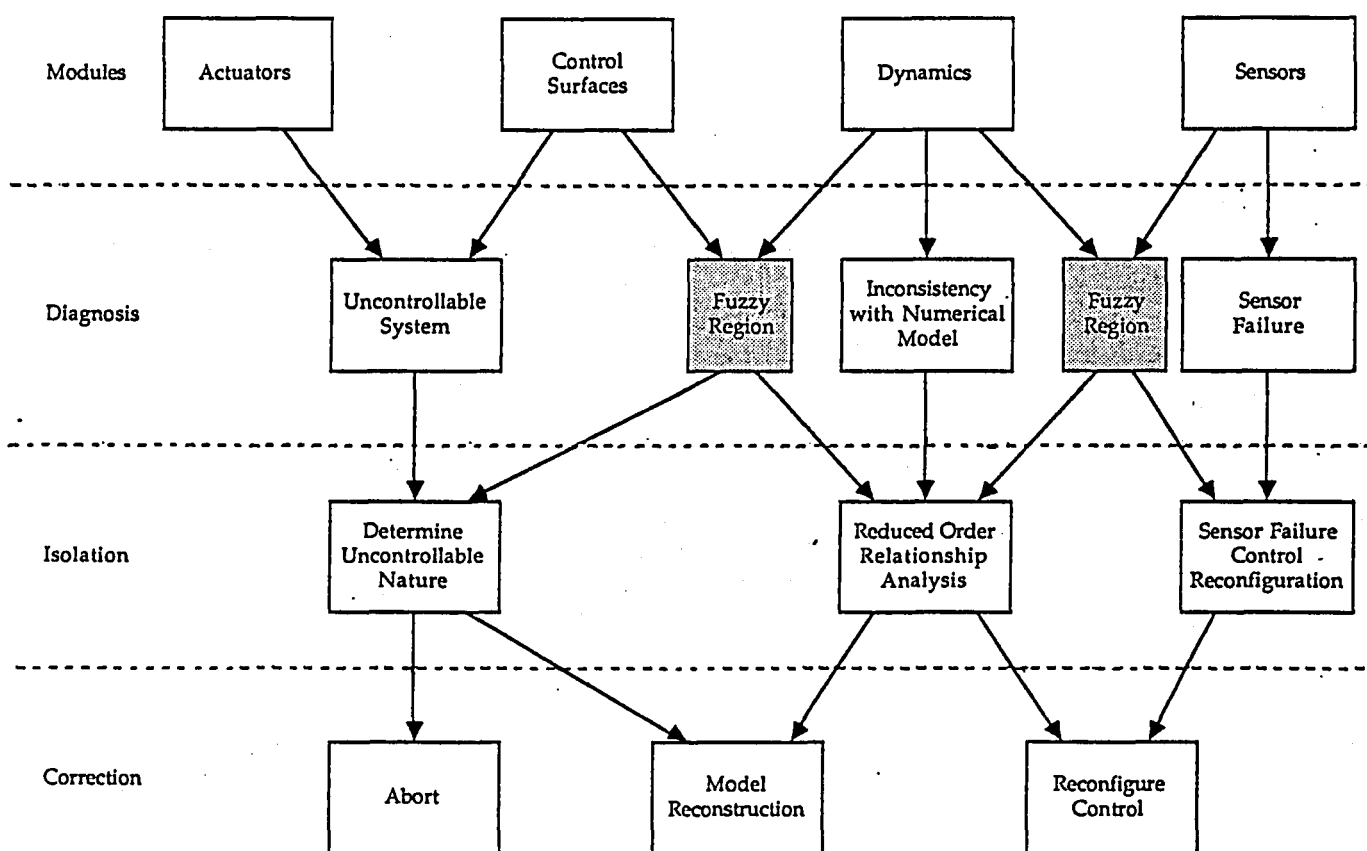 Modules
Actuators
Control
Surfaces
Dynamics
Sensors
Diagnosis
Uncontrollable
System
Fuzzy
Region
Inconsistency
with Numerical
Model
Fuzzy
Region
Sensor
Failure
Isolation
Determine
Uncontrollable
Nature
Reduced Order
Relationship
Analysis
Sensor Failure
Control
Reconfiguration
Correction
Abort
Model
Reconstruction
Reconfigure
Control